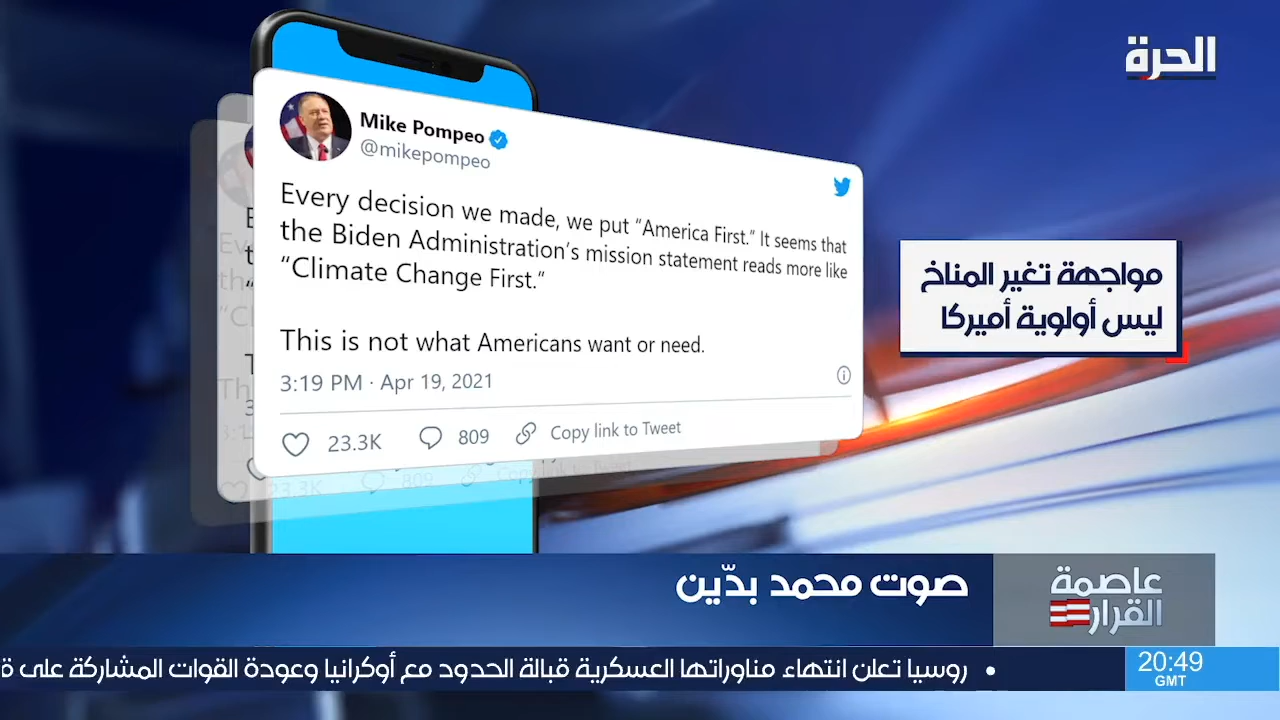 الحرة
Mike Pompeo
@mikepompeo
Every decision we made, we put “America First.” It seems that
the Biden Administration’s mission statement reads more like
“Climate Change First.”
This is not what Americans want or need.
3:19 PM · Apr 19, 2021
23.3K 809 Copy link to Tweet
مواجهة تغير المناخ
ليس أولوية أميركا
صوت محمد بدّين
عاصمة
القرار
• روسيا تعلن انتهاء مناوراتها العسكرية قبالة الحدود مع أوكرانيا وعودة القوات المشاركة على
20:49
GMT